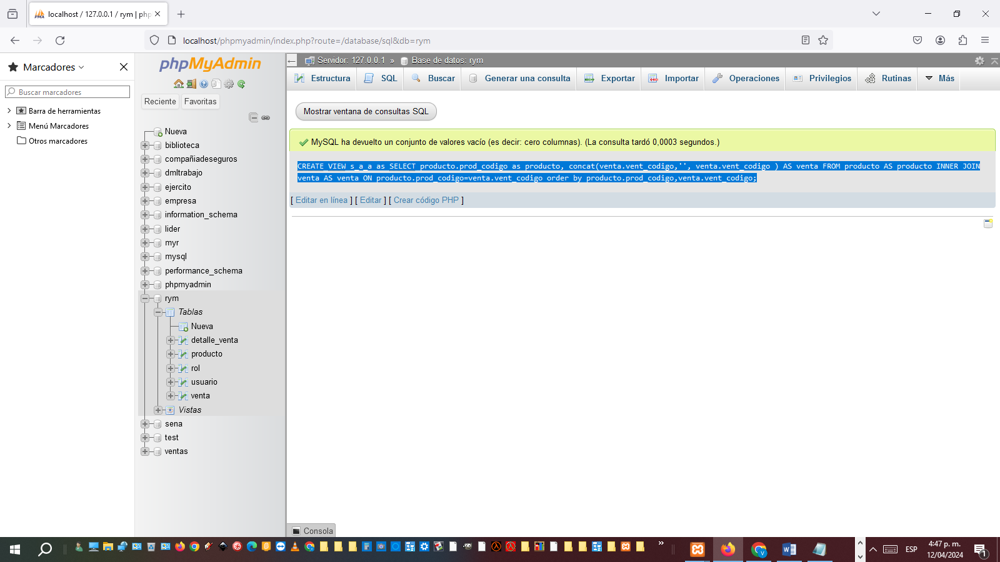 localhost / 127.0.0.1 / rym | php
localhost/phpmyadmin/index.php?route=/database/sql&db=rym
Marcadores
Buscar marcadores
Barra de herramientas
Menú Marcadores
Otros marcadores
phpMyAdmin
Reciente
Favoritas
Nueva
biblioteca
compañiadeseguros
dmltrabajo
ejercito
empresa
information_schema
lider
myr
mysql
performance_schema
phpmyadmin
rym
Tablas
Nueva
detalle_venta
producto
rol
usuario
venta
Vistas
sena
test
ventas
Servidor: 127.0.0.1 » Base de datos: rym
Estructura SQL Buscar Generar una consulta Exportar Importar Operaciones Privilegios Rutinas Más
Mostrar ventana de consultas SQL
MySQL ha devuelto un conjunto de valores vacío (es decir: cero columnas). (La consulta tardó 0,0003 segundos.)
CREATE VIEW s_a_a as SELECT producto.prod_codigo as producto, concat(venta.vent_codigo,'', venta.vent_codigo ) AS venta FROM producto AS producto INNER JOIN
venta AS venta ON producto.prod_codigo=venta.vent_codigo order by producto.prod_codigo,venta.vent_codigo;
[ Editar en línea ] [ Editar ] [ Crear código PHP ]
Consola
ESP
4:47 p. m.
12/04/2024
1